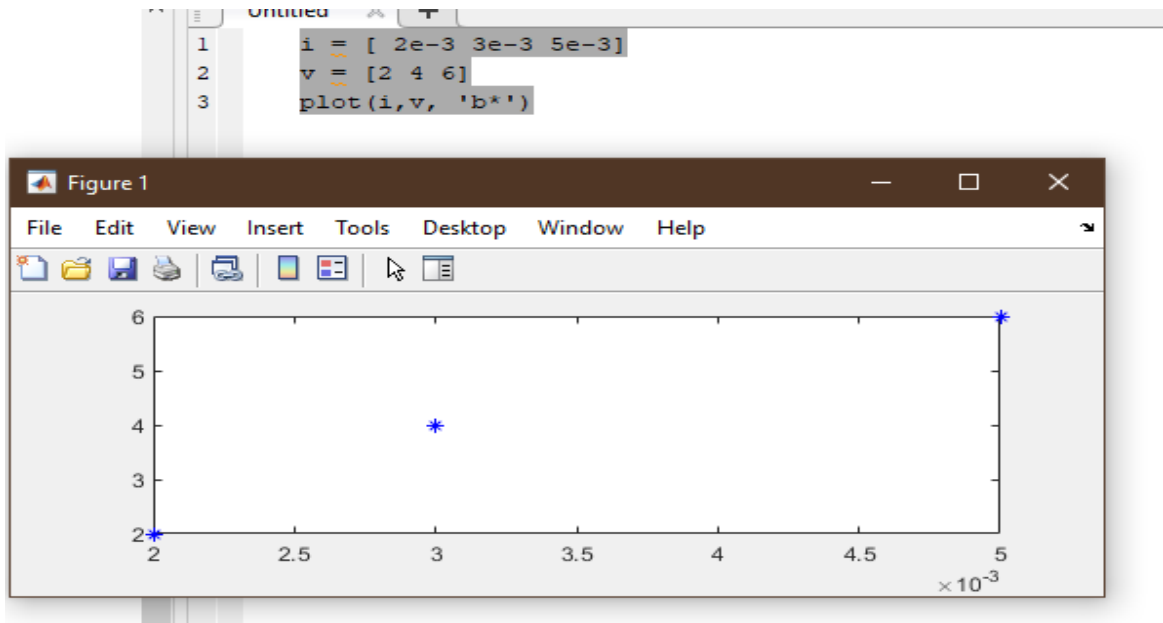 Untitled
1 i = [ 2e-3 3e-3 5e-3]
2 v = [2 4 6]
3 plot(i,v, 'b*')
Figure 1
File Edit View Insert Tools Desktop Window Help
6
5
4
3
2
2 2.5 3 3.5 4 4.5 5
×10⁻³